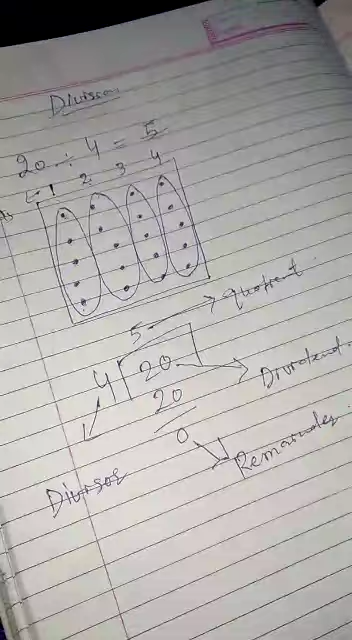 Division
20 ÷ 4 = 5
1 2 3 4
5 → Quotient
4 20 → Dividend
20
0
Remainder
Divisor